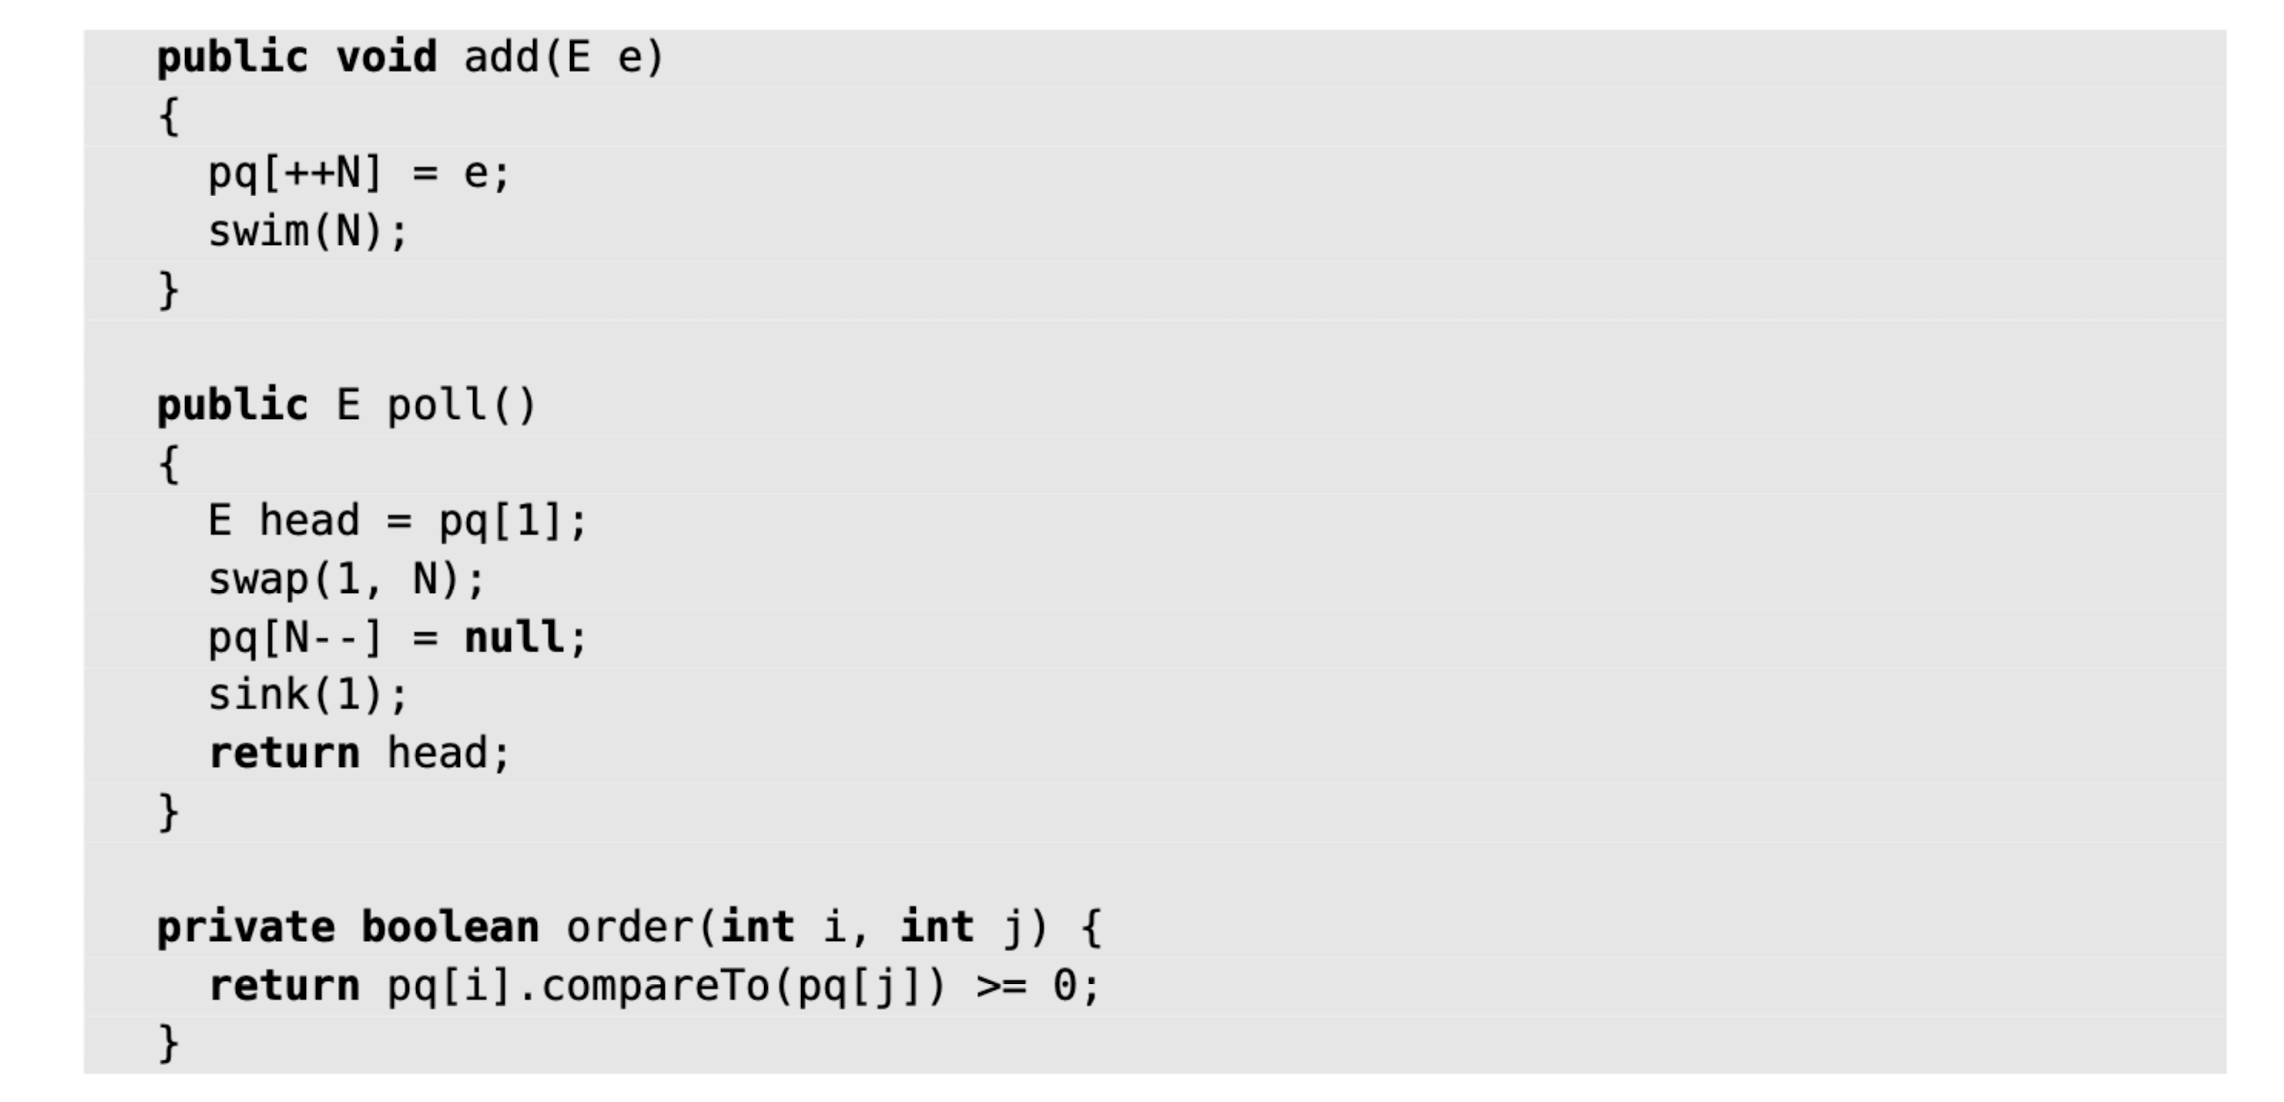 public void add(E e)
{
  pq[++N] = e;
  swim(N);
}

public E poll()
{
  E head = pq[1];
  swap(1, N);
  pq[N--] = null;
  sink(1);
  return head;
}

private boolean order(int i, int j) {
  return pq[i].compareTo(pq[j]) >= 0;
}